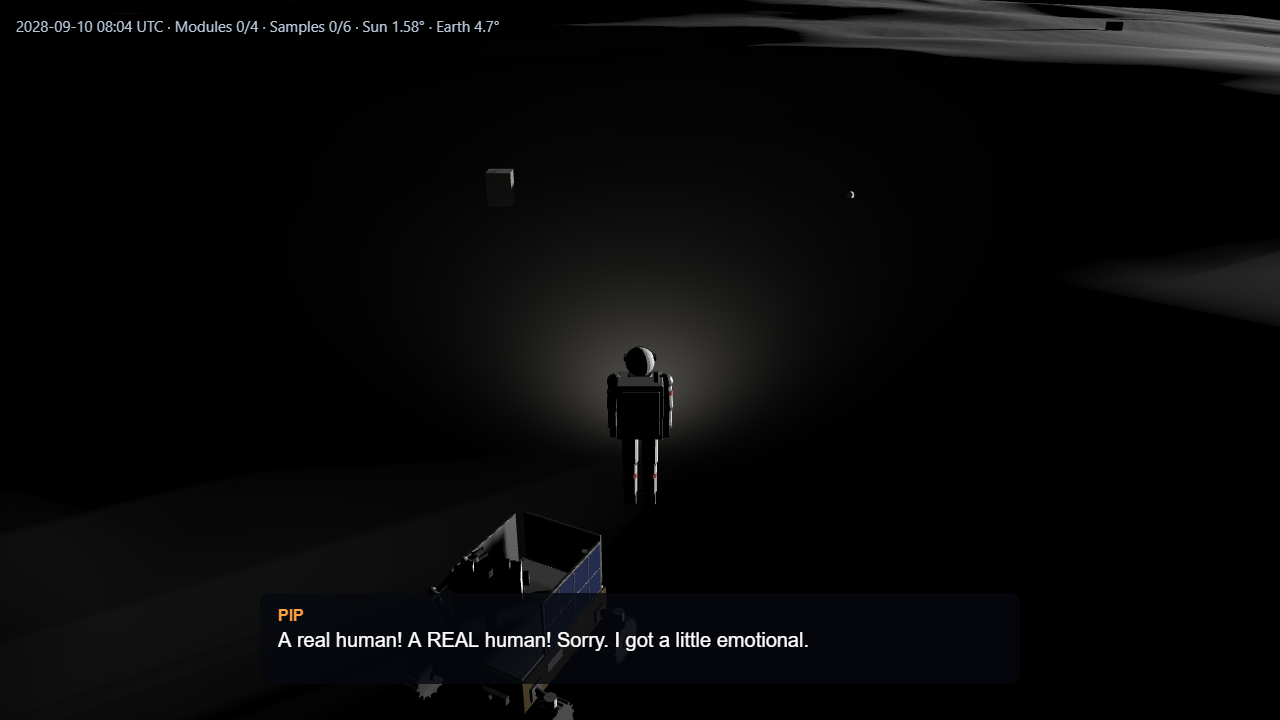 2028-09-10 08:04 UTC · Modules 0/4 · Samples 0/6 · Sun 1.58° · Earth 4.7°
PIP
A real human! A REAL human! Sorry. I got a little emotional.